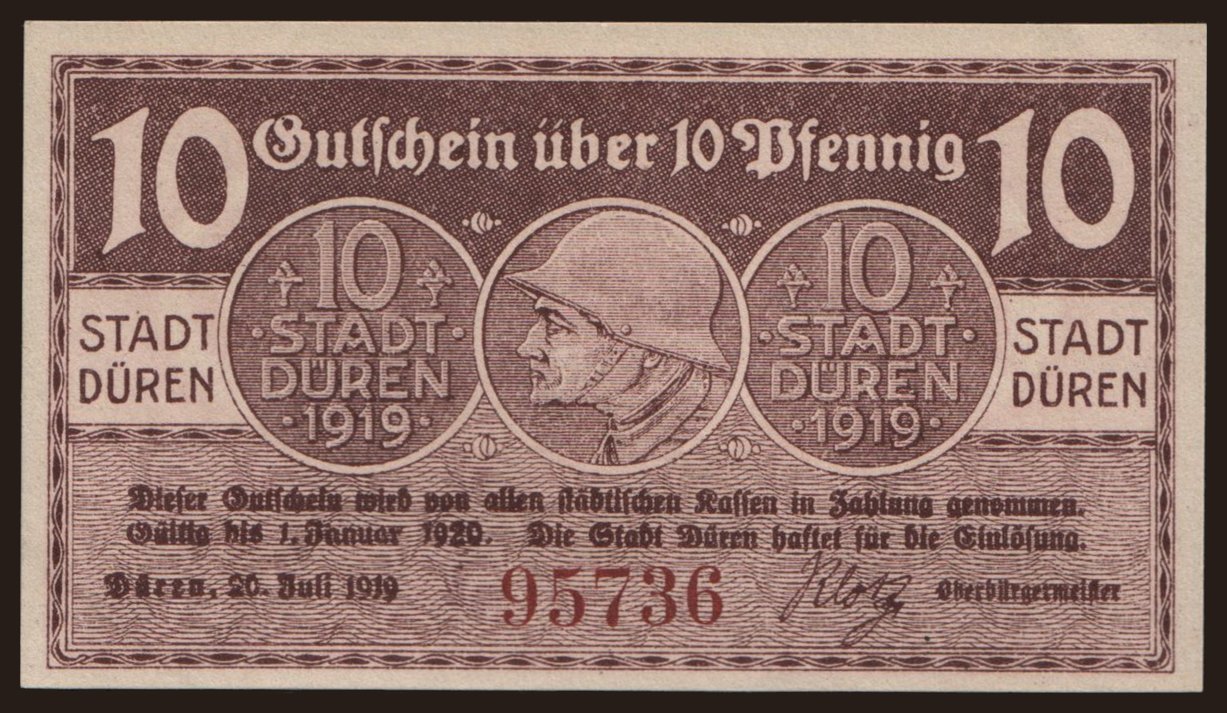 10 Gutschein über 10 Pfennig 10
STADT
DÜREN
10
·STADT·
DÜREN
·1919·
10
·STADT·
DÜREN
·1919·
STADT
DÜREN
Dieser Gutschein wird von allen städtischen Kassen in Zahlung genommen.
Gültig bis 1. Januar 1920. Die Stadt Düren haftet für die Einlösung.
Düren, 20. Juli 1919 95736 Klotz Oberbürgermeister